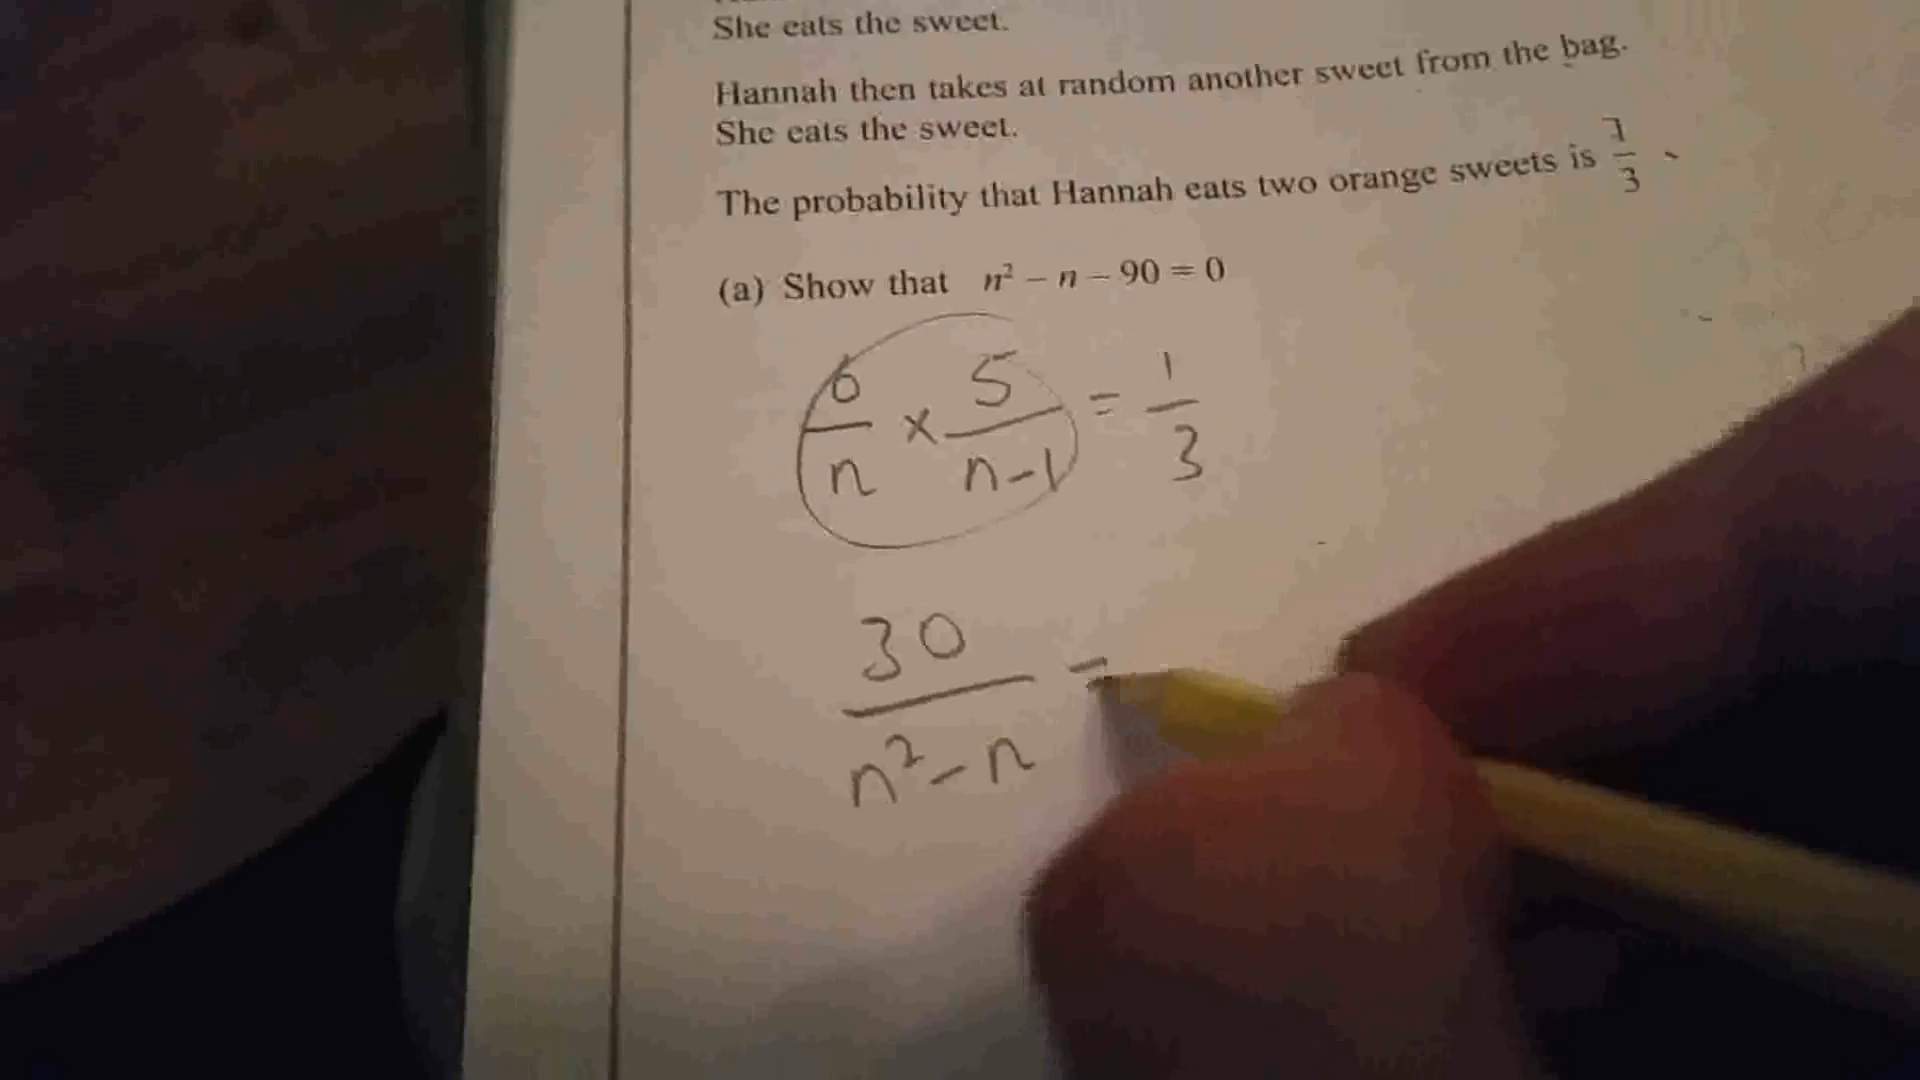 She eats the sweet.
Hannah then takes at random another sweet from the bag.
She eats the sweet.
The probability that Hannah eats two orange sweets is 1/3.
(a) Show that n² – n – 90 = 0
6/n × 5/n-1 = 1/3
30/n²-n =